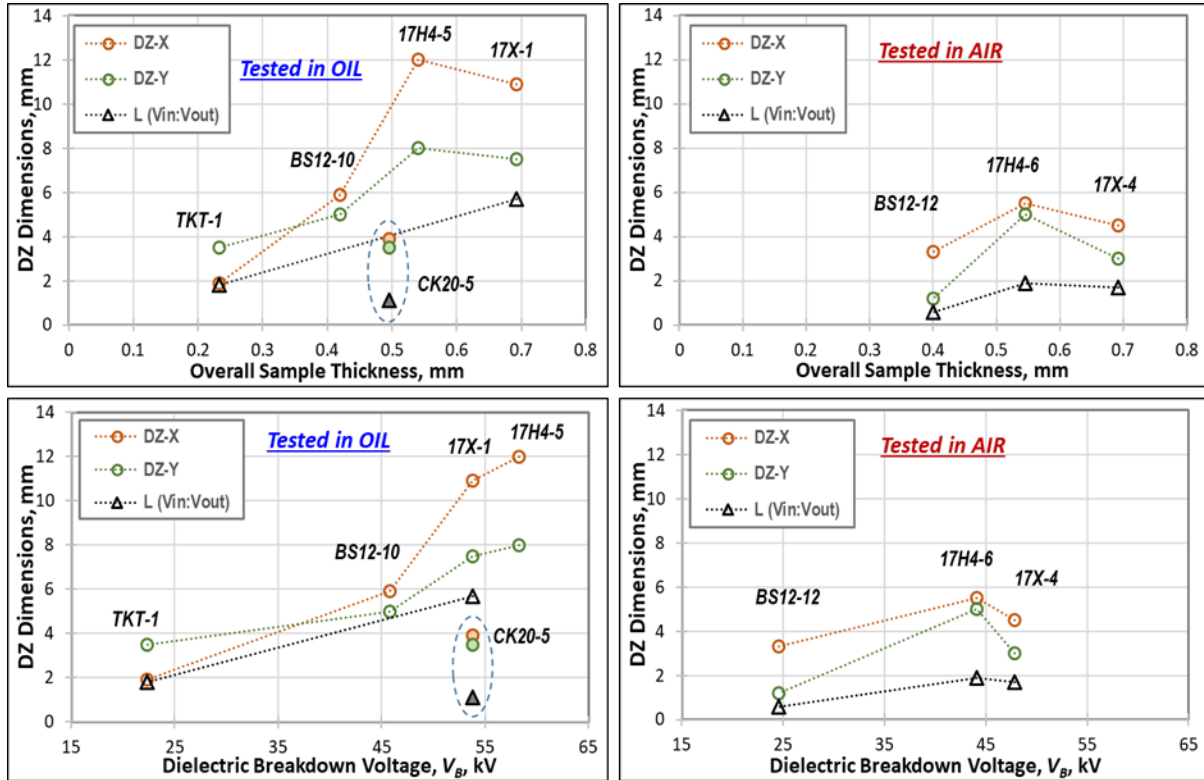 DZ Dimensions, mm
14
12
10
8
6
4
2
0
DZ-X
DZ-Y
L (Vin:Vout)
Tested in OIL
17H4-5
17X-1
BS12-10
TKT-1
CK20-5
0
0.1
0.2
0.3
0.4
0.5
0.6
0.7
0.8
Overall Sample Thickness, mm
DZ Dimensions, mm
14
12
10
8
6
4
2
0
DZ-X
DZ-Y
L (Vin:Vout)
Tested in AIR
17H4-6
17X-4
BS12-12
0
0.1
0.2
0.3
0.4
0.5
0.6
0.7
0.8
Overall Sample Thickness, mm
DZ Dimensions, mm
14
12
10
8
6
4
2
0
DZ-X
DZ-Y
L (Vin:Vout)
Tested in OIL
17X-1
17H4-5
BS12-10
TKT-1
CK20-5
15
25
35
45
55
65
Dielectric Breakdown Voltage, VB, kV
DZ Dimensions, mm
14
12
10
8
6
4
2
0
DZ-X
DZ-Y
L (Vin:Vout)
Tested in AIR
17H4-6
17X-4
BS12-12
15
25
35
45
55
65
Dielectric Breakdown Voltage, VB, kV